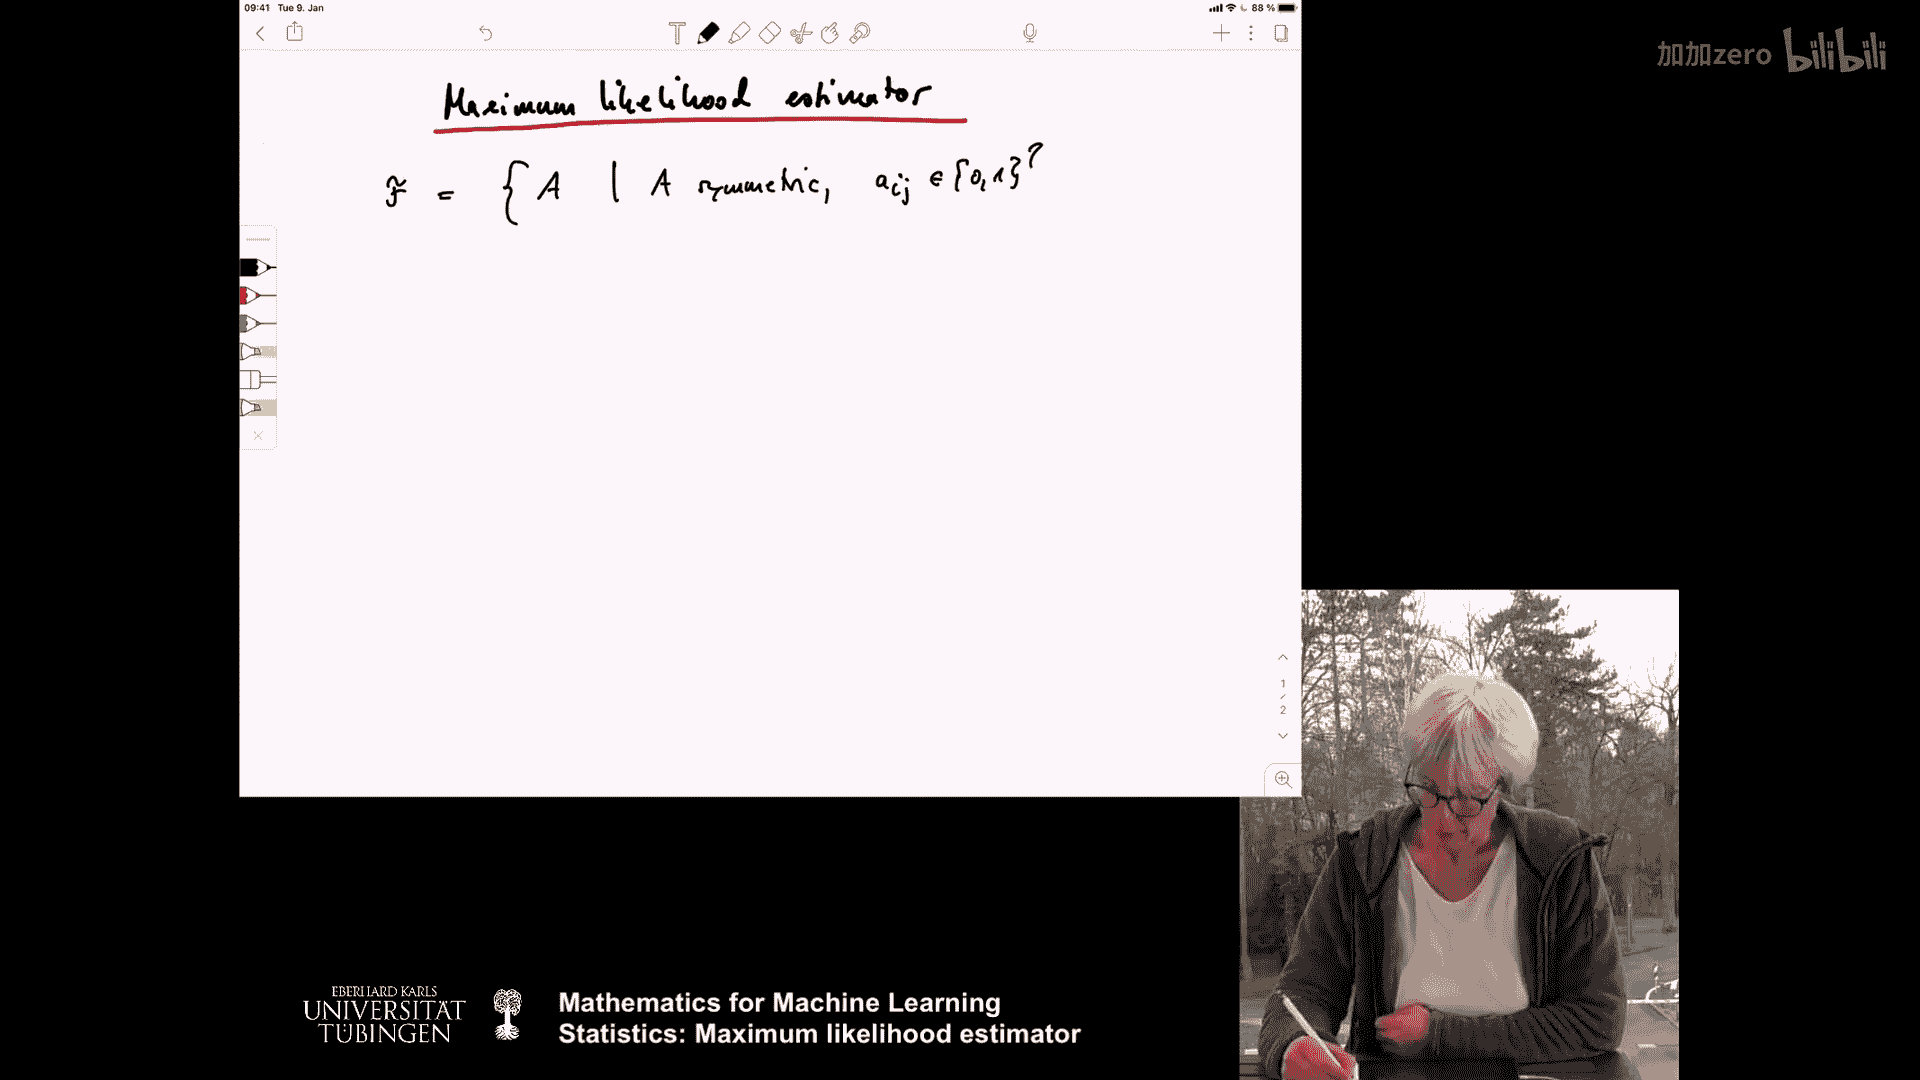 09:41 Tue 9. Jan
88 %
加加zero bilibili
T
Maximum likelihood estimator
F̃ = { A | A symmetric, aij ∈ {0,1}
1
/
2
EBERHARD KARLS
UNIVERSITÄT
TÜBINGEN
Mathematics for Machine Learning
Statistics: Maximum likelihood estimator